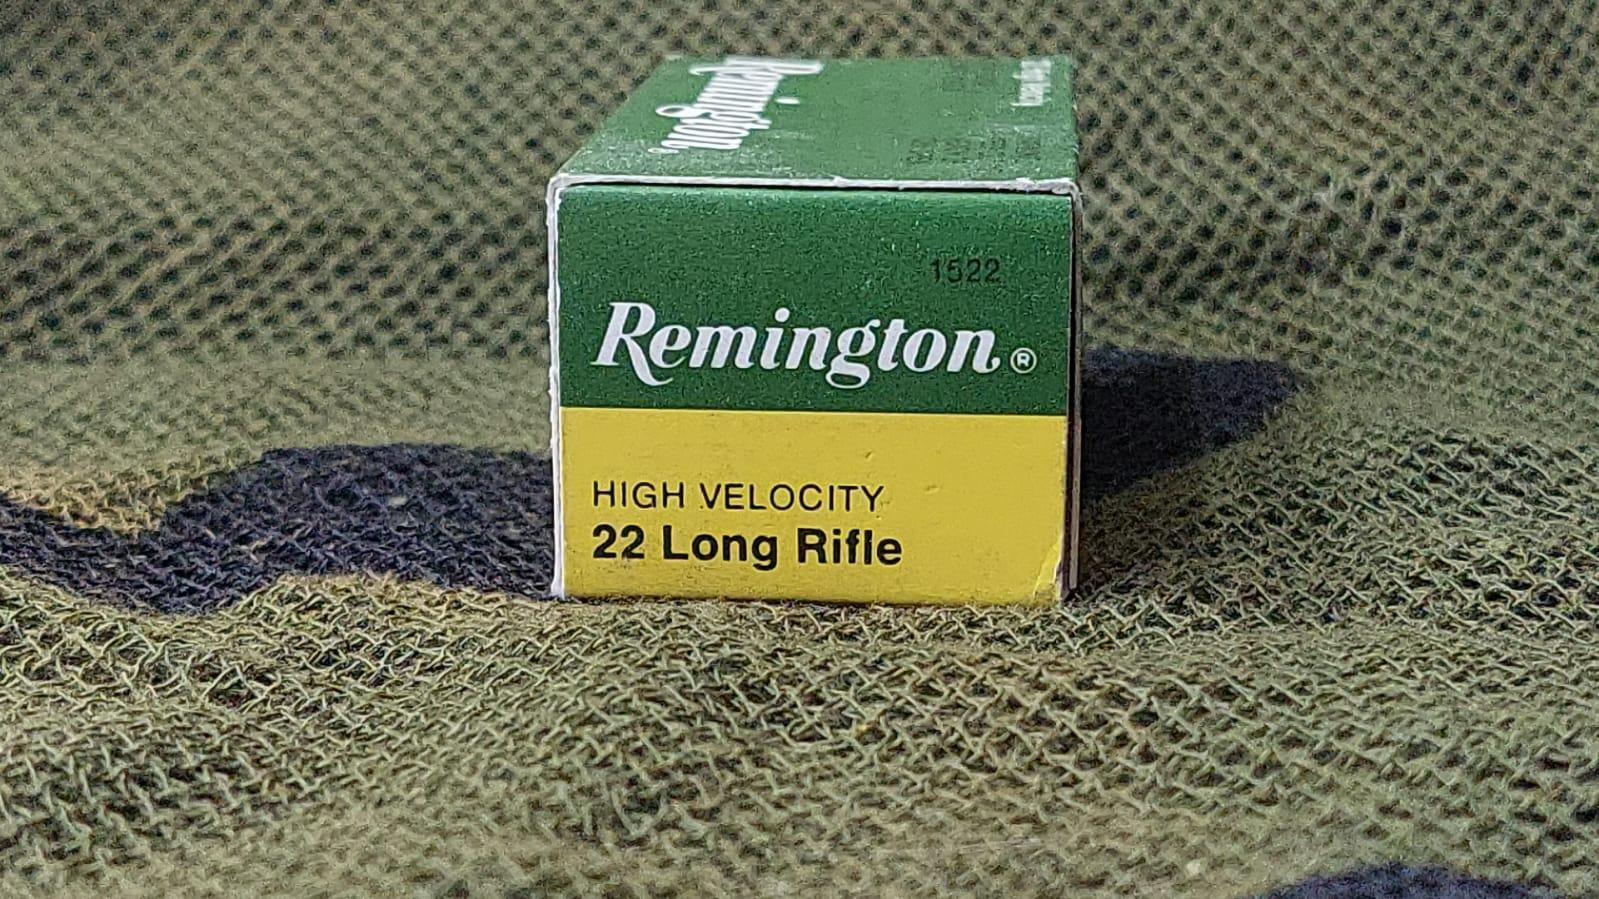 Remington®
1522
Remington®
HIGH VELOCITY
22 Long Rifle